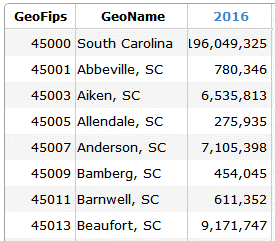 GeoFips GeoName 2016
45000 South Carolina 196,049,325
45001 Abbeville, SC 780,346
45003 Aiken, SC 6,535,813
45005 Allendale, SC 275,935
45007 Anderson, SC 7,105,398
45009 Bamberg, SC 454,045
45011 Barnwell, SC 611,352
45013 Beaufort, SC 9,171,747